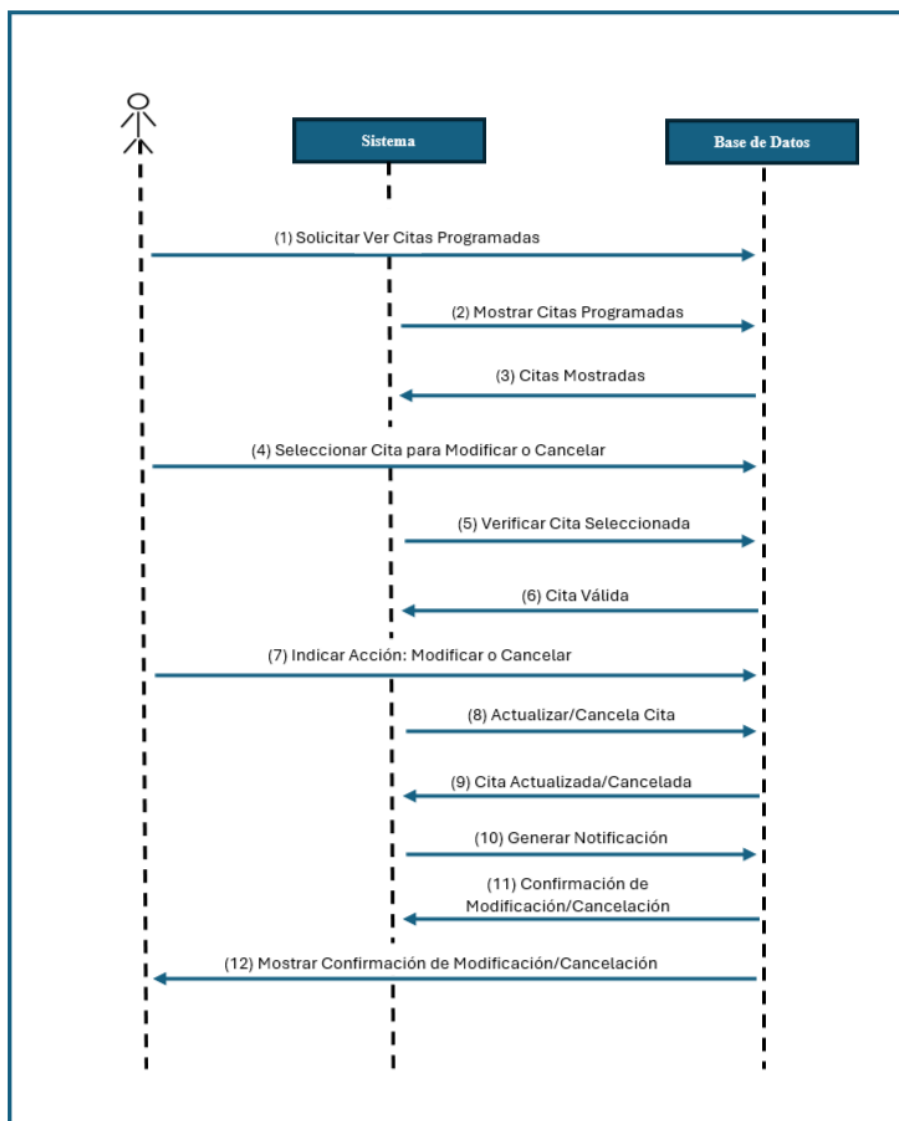 Sistema
Base de Datos
(1) Solicitar Ver Citas Programadas
(2) Mostrar Citas Programadas
(3) Citas Mostradas
(4) Seleccionar Cita para Modificar o Cancelar
(5) Verificar Cita Seleccionada
(6) Cita Válida
(7) Indicar Acción: Modificar o Cancelar
(8) Actualizar/Cancela Cita
(9) Cita Actualizada/Cancelada
(10) Generar Notificación
(11) Confirmación de
Modificación/Cancelación
(12) Mostrar Confirmación de Modificación/Cancelación